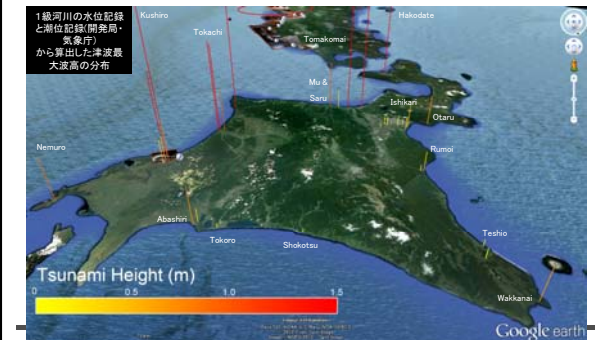 1級河川の水位記録
と潮位記録(開発局・
気象庁)
から算出した津波最
大波高の分布
Kushiro
Hakodate
Tokachi
Tomakomai
Mu &
Saru
Ishikari
Otaru
Nemuro
Rumoi
Abashiri
Tokoro
Shokotsu
Teshio
Wakkanai
Tsunami Height (m)
0 0.5 1.0 1.5
Google earth